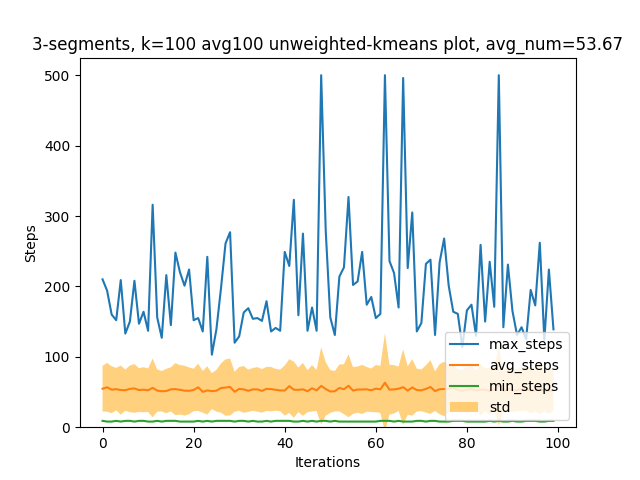 3-segments, k=100 avg100 unweighted-kmeans plot, avg_num=53.67
500
400
300
200
100
0
Steps
max_steps
avg_steps
min_steps
std
0 20 40 60 80 100
Iterations